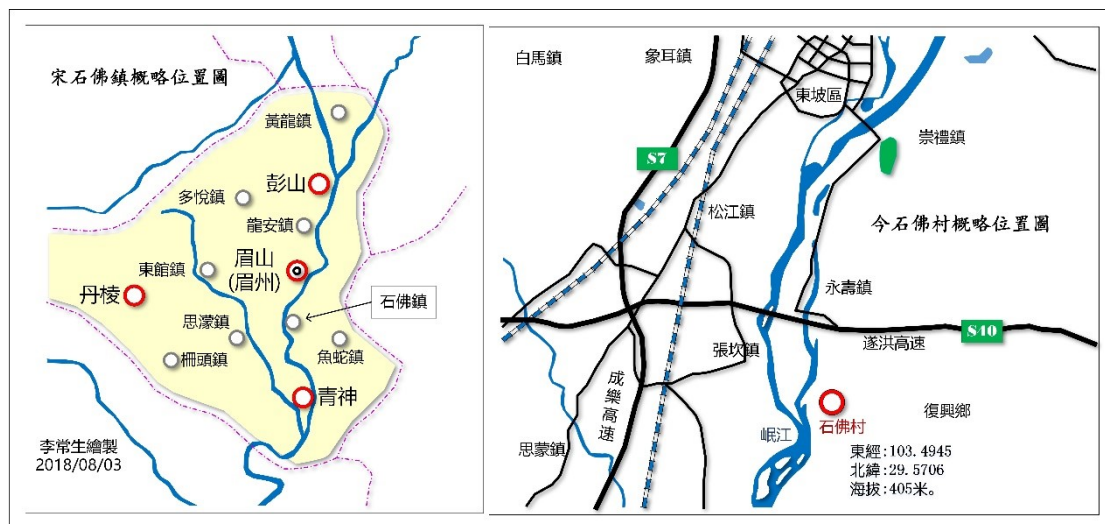 宋石佛鎮概略位置圖
黃龍鎮
彭山
多悅鎮
龍安鎮
眉山
(眉州)
東館鎮
丹棱
石佛鎮
思濛鎮
魚蛇鎮
柵頭鎮
青神
李常生繪製
2018/08/03
白馬鎮
象耳鎮
東坡區
崇禮鎮
S7
松江鎮
今石佛村概略位置圖
永壽鎮
S40
遂洪高速
張坎鎮
成樂高速
復興鄉
石佛村
岷江
思蒙鎮
東經:103.4945
北緯:29.5706
海拔:405米。